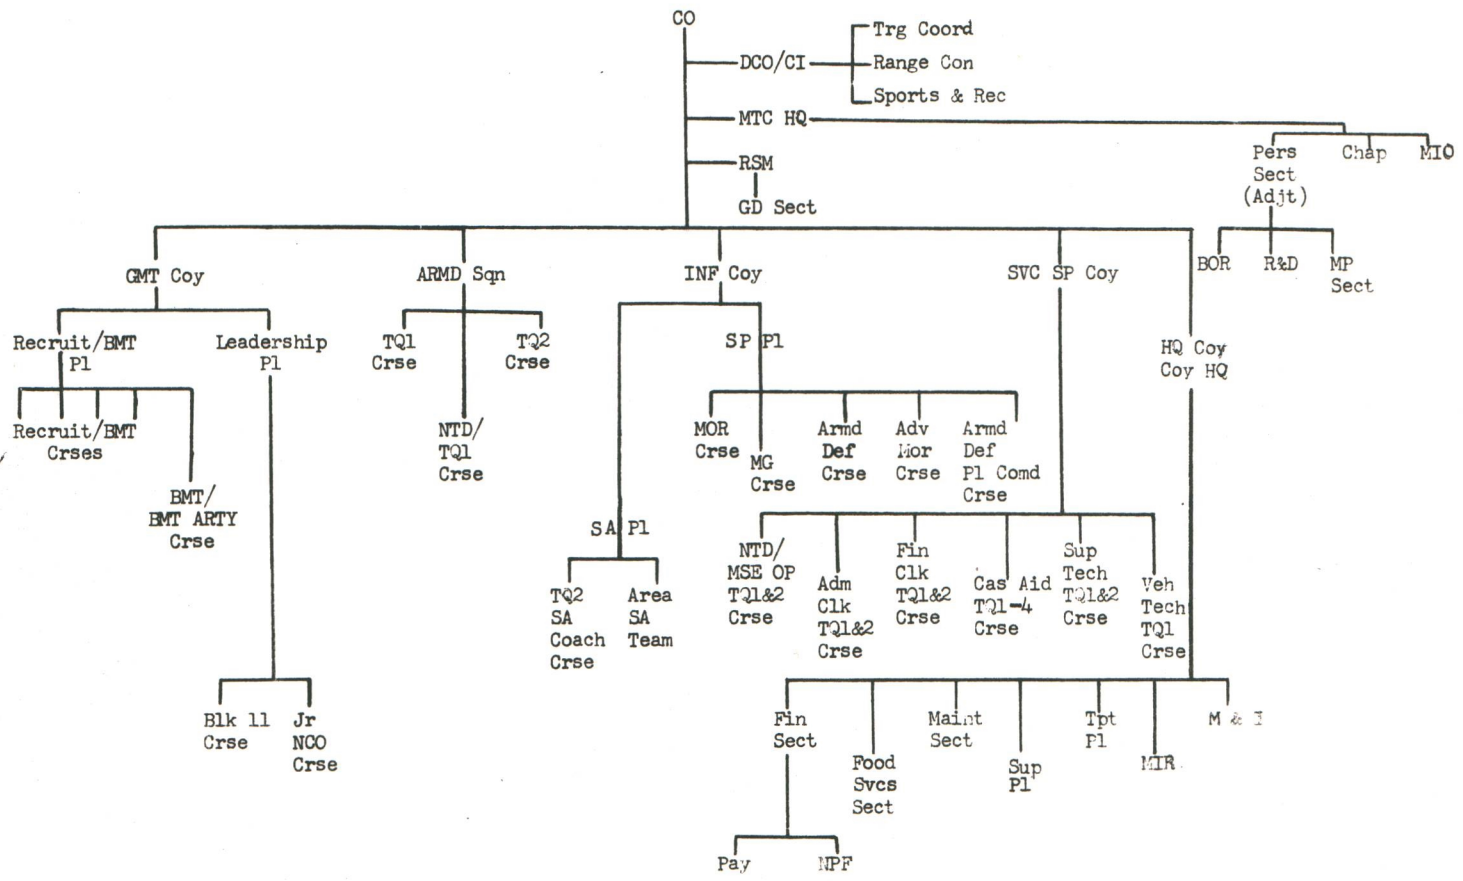 CO
Trg Coord
DCO/CI
Range Con
Sports & Rec
MTC HQ
RSM
GD Sect
Pers
Sect
(Adjt)
Chap
MIO
BOR
R&D
MP
Sect
GMT Coy
ARMD Sqn
INF Coy
SVC SP Coy
HQ Coy
Coy HQ
Recruit/BMT
Pl
Leadership
Pl
Recruit/BMT
Crses
BMT/
BMT ARTY
Crse
Blk 11
Crse
Jr
NCO
Crse
TQ1
Crse
TQ2
Crse
NTD/
TQ1
Crse
SP Pl
MOR
Crse
MG
Crse
Armd
Def
Crse
Adv
Mor
Crse
Armd
Def
Pl Comd
Crse
SA Pl
TQ2
SA
Coach
Crse
Area
SA
Team
NTD/
MSE OP
TQ1&2
Crse
Adm
Clk
TQ1&2
Crse
Fin
Clk
TQ1&2
Crse
Cas Aid
TQ1-4
Crse
Sup
Tech
TQ1&2
Crse
Veh
Tech
TQ1
Crse
Fin
Sect
Food
Svcs
Sect
Maint
Sect
Sup
Pl
Tpt
Pl
MIR
M &
Pay
NPF